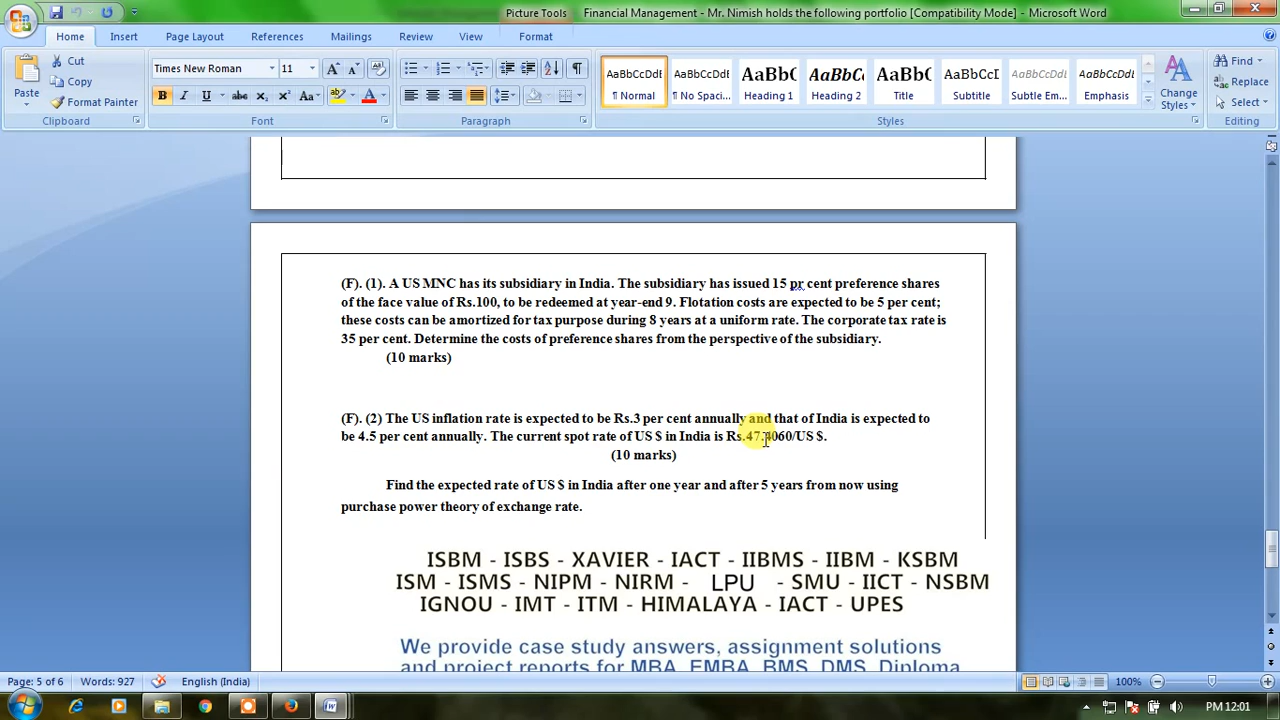 Picture Tools
Financial Management - Mr. Nimish holds the following portfolio [Compatibility Mode] - Microsoft Word
Home
Insert
Page Layout
References
Mailings
Review
View
Format
Paste
Cut
Copy
Format Painter
Clipboard
Times New Roman
11
Font
Paragraph
AaBbCcDdI
¶ Normal
AaBbCcDdI
¶ No Spaci...
AaBbC
Heading 1
AaBbCc
Heading 2
AaBbCc
Title
AaBbCcI
Subtitle
AaBbCcDdI
Subtle Em...
AaBbCcDdI
Emphasis
Change
Styles
Styles
Find
Replace
Select
Editing
(F). (1). A US MNC has its subsidiary in India. The subsidiary has issued 15 pr cent preference shares
of the face value of Rs.100, to be redeemed at year-end 9. Flotation costs are expected to be 5 per cent;
these costs can be amortized for tax purpose during 8 years at a uniform rate. The corporate tax rate is
35 per cent. Determine the costs of preference shares from the perspective of the subsidiary.
(10 marks)
(F). (2) The US inflation rate is expected to be Rs.3 per cent annually and that of India is expected to
be 4.5 per cent annually. The current spot rate of US $ in India is Rs.47.4060/US $.
(10 marks)
Find the expected rate of US $ in India after one year and after 5 years from now using
purchase power theory of exchange rate.
ISBM - ISBS - XAVIER - IACT - IIBMS - IIBM - KSBM
ISM - ISMS - NIPM - NIRM - LPU - SMU - IICT - NSBM
IGNOU - IMT - ITM - HIMALAYA - IACT - UPES
We provide case study answers, assignment solutions
and project reports for MBA, EMBA, BMS, DMS, Diploma
Page: 5 of 6
Words: 927
English (India)
100%
PM 12:01